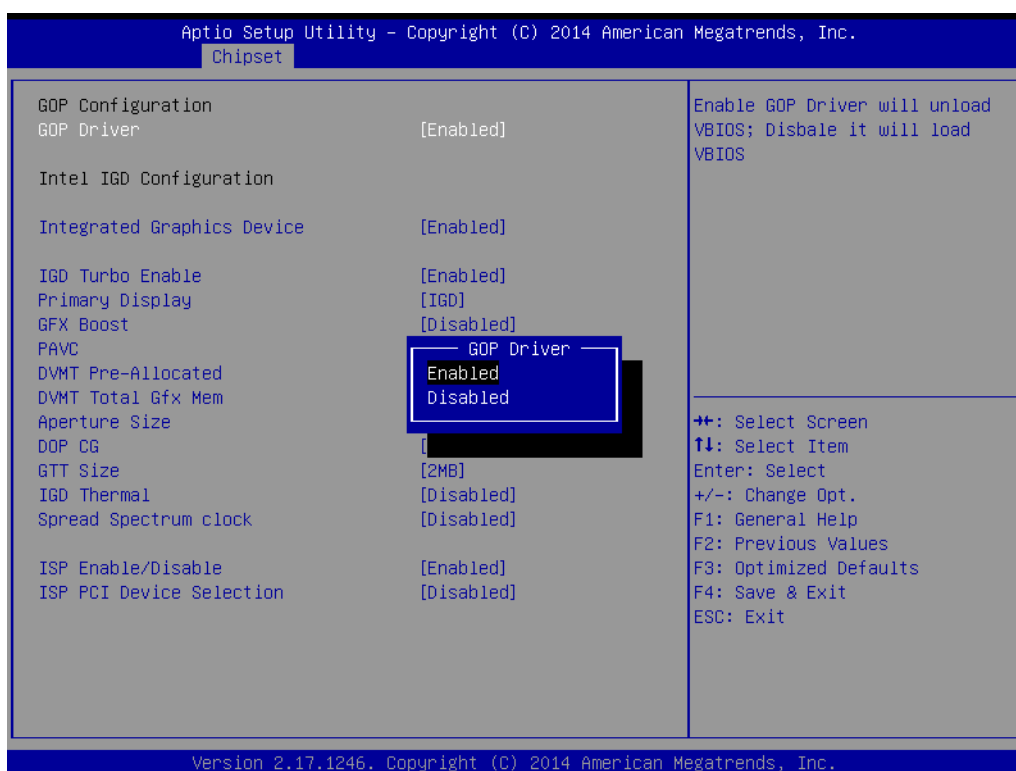 Aptio Setup Utility – Copyright (C) 2014 American Megatrends, Inc.
Chipset
GOP Configuration
GOP Driver [Enabled]
Intel IGD Configuration
Integrated Graphics Device [Enabled]
IGD Turbo Enable [Enabled]
Primary Display [IGD]
GFX Boost [Disabled]
PAVC
DVMT Pre-Allocated
DVMT Total Gfx Mem
Aperture Size
DOP CG [
GTT Size [2MB]
IGD Thermal [Disabled]
Spread Spectrum clock [Disabled]
ISP Enable/Disable [Enabled]
ISP PCI Device Selection [Disabled]
GOP Driver
Enabled
Disabled
Enable GOP Driver will unload
VBIOS; Disbale it will load
VBIOS
→←: Select Screen
↑↓: Select Item
Enter: Select
+/-: Change Opt.
F1: General Help
F2: Previous Values
F3: Optimized Defaults
F4: Save & Exit
ESC: Exit
Version 2.17.1246. Copyright (C) 2014 American Megatrends, Inc.